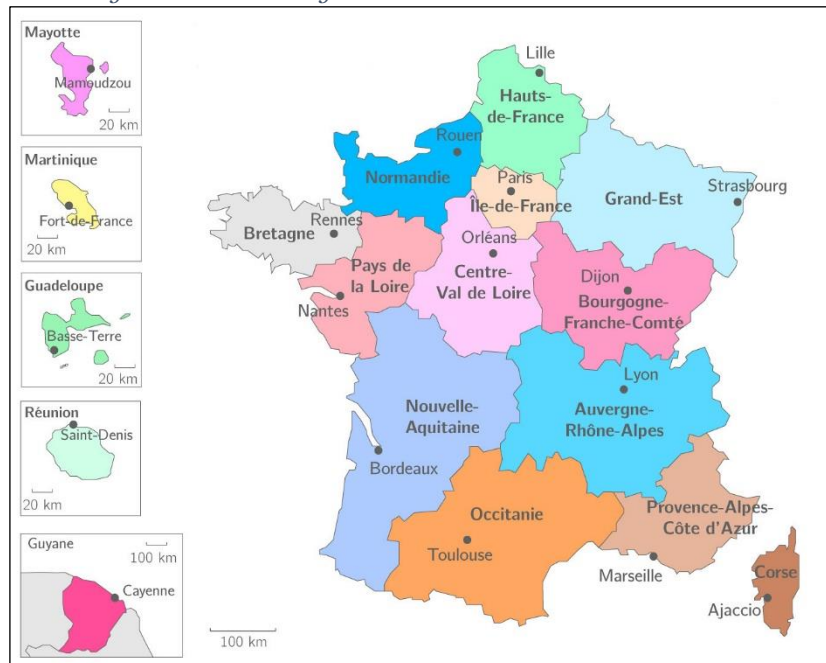 Mayotte
Mamoudzou
20 km
Martinique
Fort-de-France
20 km
Guadeloupe
Basse-Terre
20 km
Réunion
Saint-Denis
20 km
Guyane
100 km
Cayenne
Lille
Hauts-
de-France
Rouen
Normandie
Paris
Île-de-France
Grand-Est
Strasbourg
Rennes
Bretagne
Pays de
la Loire
Nantes
Orléans
Centre-
Val de Loire
Dijon
Bourgogne-
Franche-Comté
Nouvelle-
Aquitaine
Bordeaux
Lyon
Auvergne-
Rhône-Alpes
Occitanie
Toulouse
Provence-Alpes-
Côte d'Azur
Marseille
Corse
Ajaccio
100 km